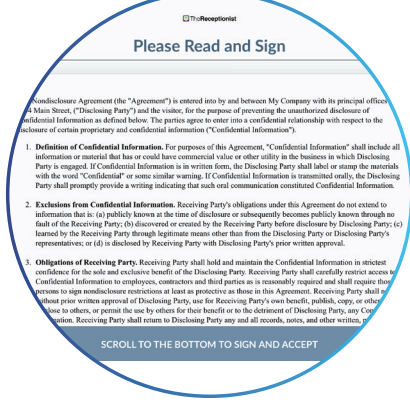 TheReceptionist
Please Read and Sign
Nondisclosure Agreement (the "Agreement") is entered into by and between My Company with its principal offices
4 Main Street, ("Disclosing Party") and the visitor, for the purpose of preventing the unauthorized disclosure of
nfidential Information as defined below. The parties agree to enter into a confidential relationship with respect to the
sclosure of certain proprietary and confidential information ("Confidential Information").
1. Definition of Confidential Information. For purposes of this Agreement, "Confidential Information" shall include all
information or material that has or could have commercial value or other utility in the business in which Disclosing
Party is engaged. If Confidential Information is in written form, the Disclosing Party shall label or stamp the materials
with the word "Confidential" or some similar warning. If Confidential Information is transmitted orally, the Disclosing
Party shall promptly provide a writing indicating that such oral communication constituted Confidential Information.
2. Exclusions from Confidential Information. Receiving Party's obligations under this Agreement do not extend to
information that is: (a) publicly known at the time of disclosure or subsequently becomes publicly known through no
fault of the Receiving Party; (b) discovered or created by the Receiving Party before disclosure by Disclosing Party; (c)
learned by the Receiving Party through legitimate means other than from the Disclosing Party or Disclosing Party's
representatives; or (d) is disclosed by Receiving Party with Disclosing Party's prior written approval.
3. Obligations of Receiving Party. Receiving Party shall hold and maintain the Confidential Information in strictest
confidence for the sole and exclusive benefit of the Disclosing Party. Receiving Party shall carefully restrict access to
Confidential Information to employees, contractors and third parties as is reasonably required and shall require those
persons to sign nondisclosure restrictions at least as protective as those in this Agreement. Receiving Party shall
ithout prior written approval of Disclosing Party, use for Receiving Party's own benefit, publish, copy, or other
lose to others, or permit the use by others for their benefit or to the detriment of Disclosing Party, any Con
ation. Receiving Party shall return to Disclosing Party any and all records, notes, and other written,
SCROLL TO THE BOTTOM TO SIGN AND ACCEPT